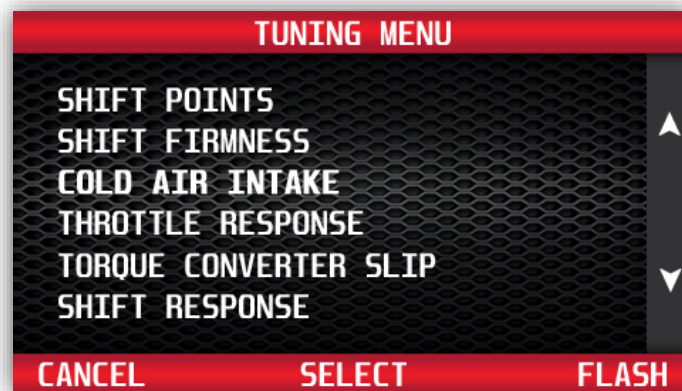 TUNING MENU
SHIFT POINTS
SHIFT FIRMNESS
COLD AIR INTAKE
THROTTLE RESPONSE
TORQUE CONVERTER SLIP
SHIFT RESPONSE
CANCEL SELECT FLASH